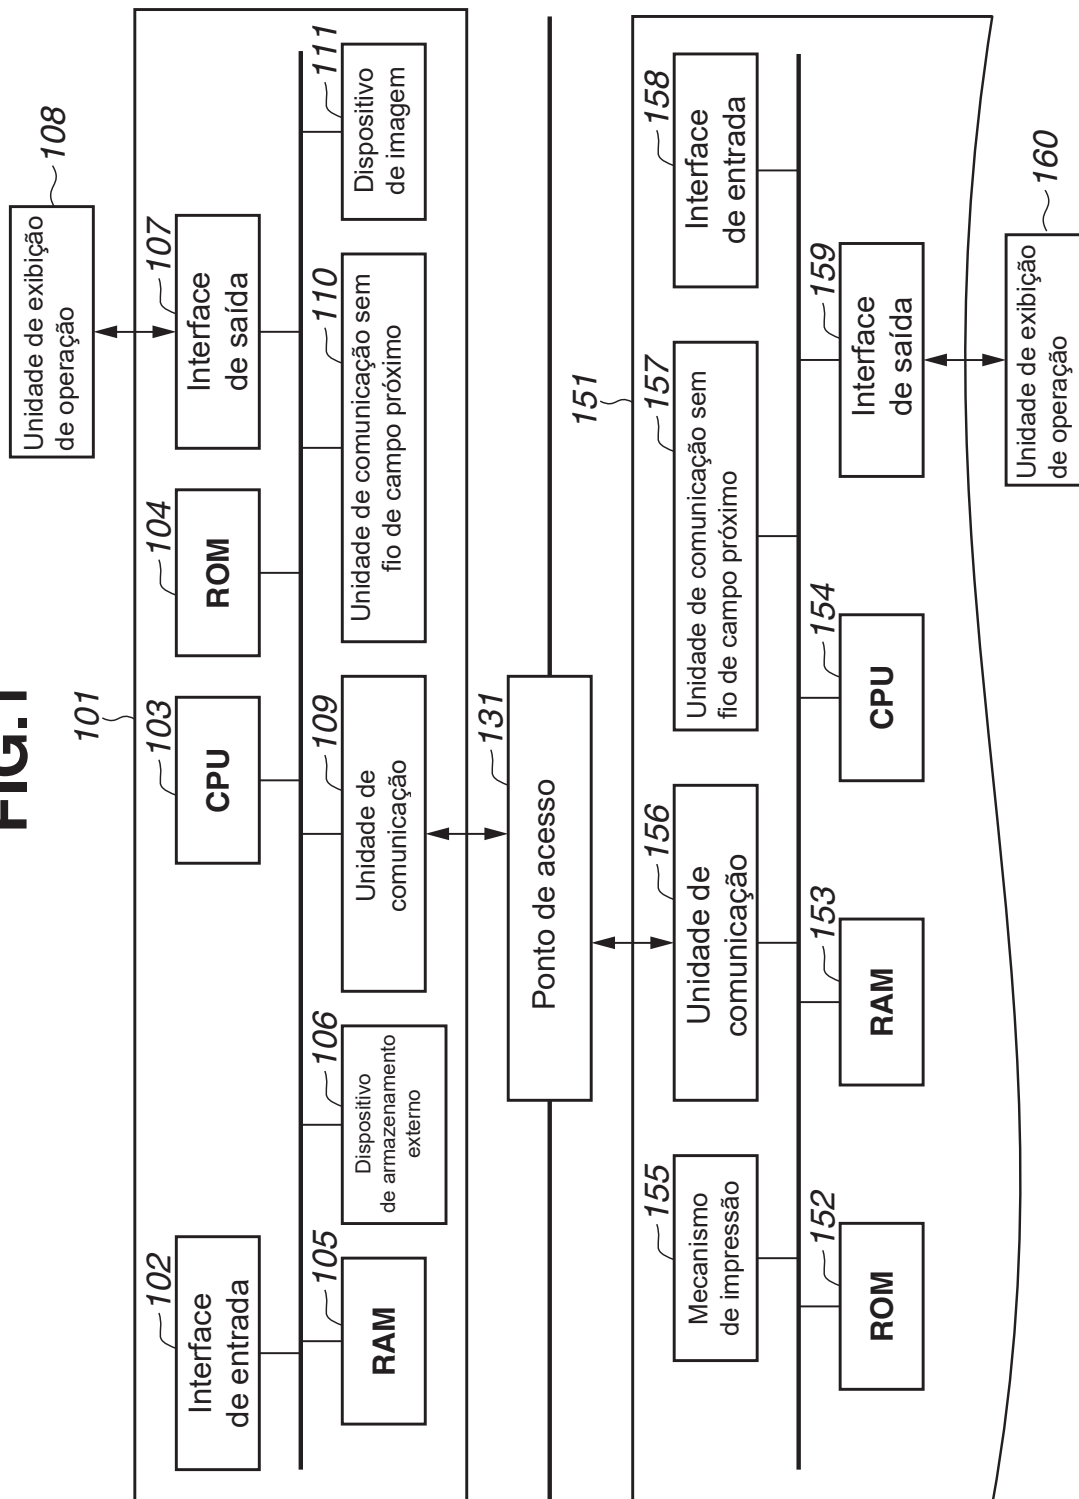 FIG.1
101
102
Interface
de entrada
103
CPU
104
ROM
107
Interface
de saída
108
Unidade de exibição
de operação
105
RAM
106
Dispositivo
de armazenamento
externo
109
Unidade de
comunicação
110
Unidade de comunicação sem
fio de campo próximo
111
Dispositivo
de imagem
131
Ponto de acesso
151
155
Mecanismo
de impressão
156
Unidade de
comunicação
157
Unidade de comunicação sem
fio de campo próximo
158
Interface
de entrada
152
ROM
153
RAM
154
CPU
159
Interface
de saída
160
Unidade de exibição
de operação